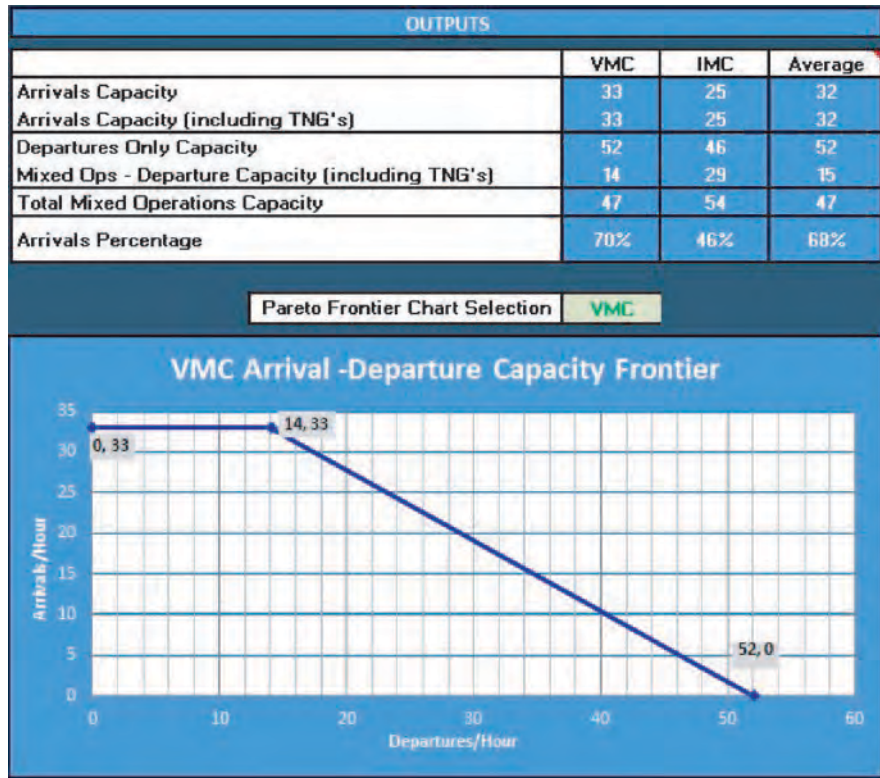 OUTPUTS
VMC IMC Average
Arrivals Capacity 33 25 32
Arrivals Capacity (including TNG's) 33 25 32
Departures Only Capacity 52 46 52
Mixed Ops - Departure Capacity (including TNG's) 14 29 15
Total Mixed Operations Capacity 47 54 47
Arrivals Percentage 70% 46% 68%
Pareto Frontier Chart Selection VMC
VMC Arrival -Departure Capacity Frontier
Arrivals/Hour
35
30
25
20
15
10
5
0
0, 33
14, 33
52, 0
0 10 20 30 40 50 60
Departures/Hour